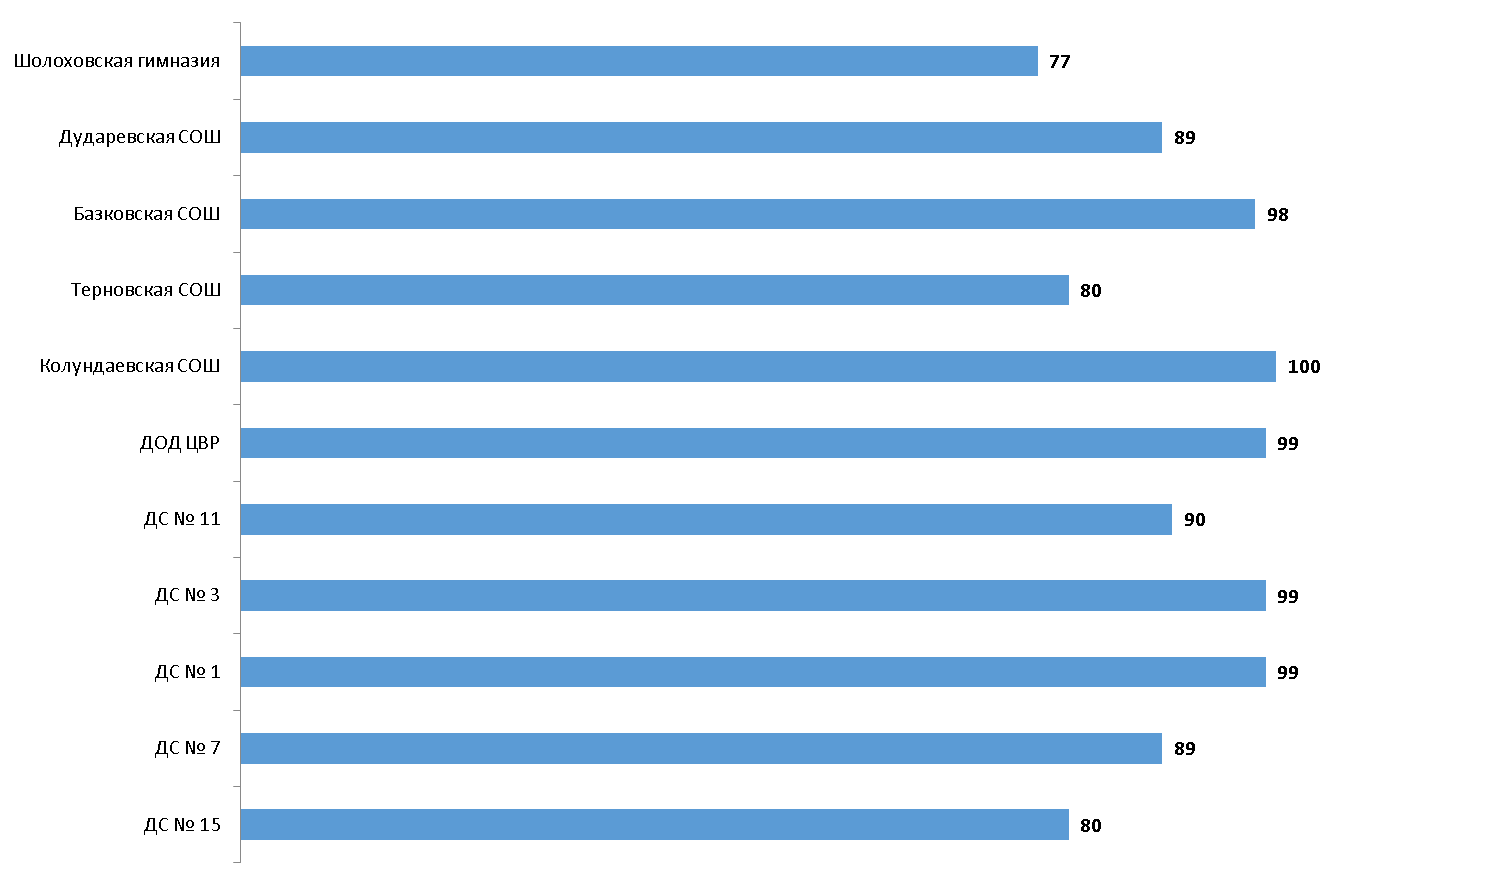 Шолоховская гимназия 77
Дударевская СОШ 89
Базковская СОШ 98
Терновская СОШ 80
Колундаевская СОШ 100
ДОД ЦВР 99
ДС № 11 90
ДС № 3 99
ДС № 1 99
ДС № 7 89
ДС № 15 80